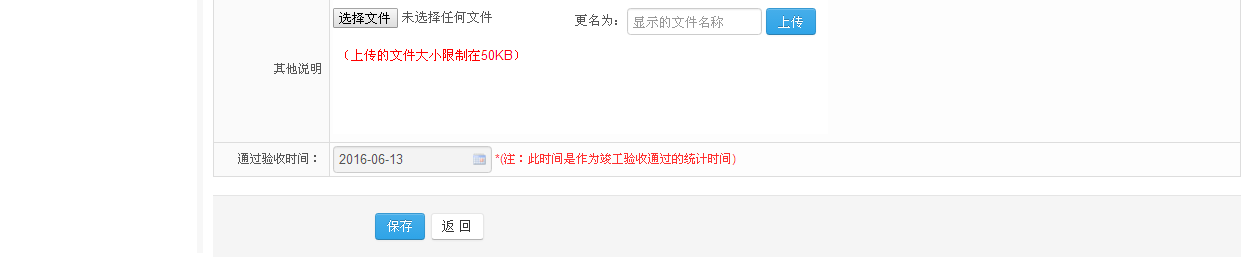 选择文件 未选择任何文件 更名为: 显示的文件名称 上传
(上传的文件大小限制在50KB)
其他说明
通过验收时间: 2016-06-13 *(注:此时间是作为竣工验收通过的统计时间)
保存 返 回